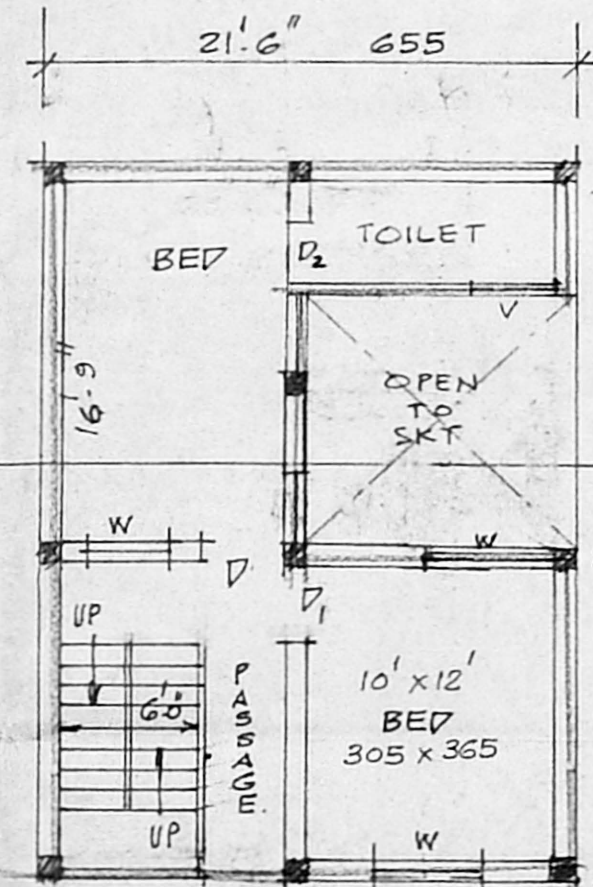 21'-6" 655
BED
TOILET
D2
V
16'-9"
OPEN
TO
SKY
W
W
D
D1
UP
6'-0"
PASSAGE.
UP
10' x 12'
BED
305 x 365
W